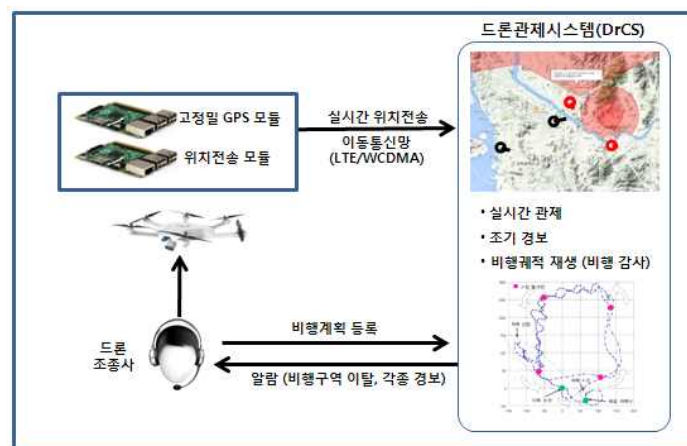 드론관제시스템(DrCS)
고정밀 GPS 모듈
위치전송 모듈
실시간 위치전송
이동통신망
(LTE/WCDMA)
• 실시간 관제
• 조기 경보
• 비행궤적 재생 (비행 감사)
드론
조종사
비행계획 등록
알람 (비행구역 이탈, 각종 경보)